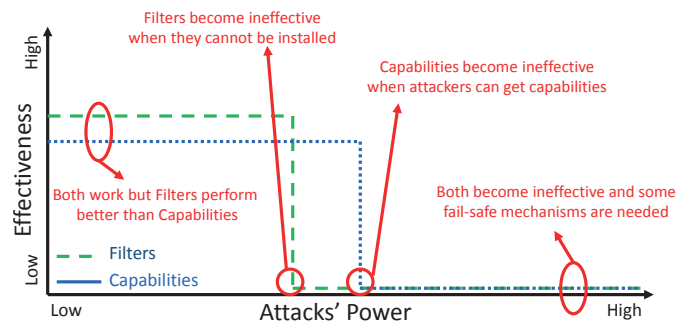 Filters become ineffective
when they cannot be installed
High
Capabilities become ineffective
when attackers can get capabilities
Effectiveness
Both work but Filters perform
better than Capabilities
Both become ineffective and some
fail-safe mechanisms are needed
Filters
Low
Capabilities
Low
Attacks' Power
High